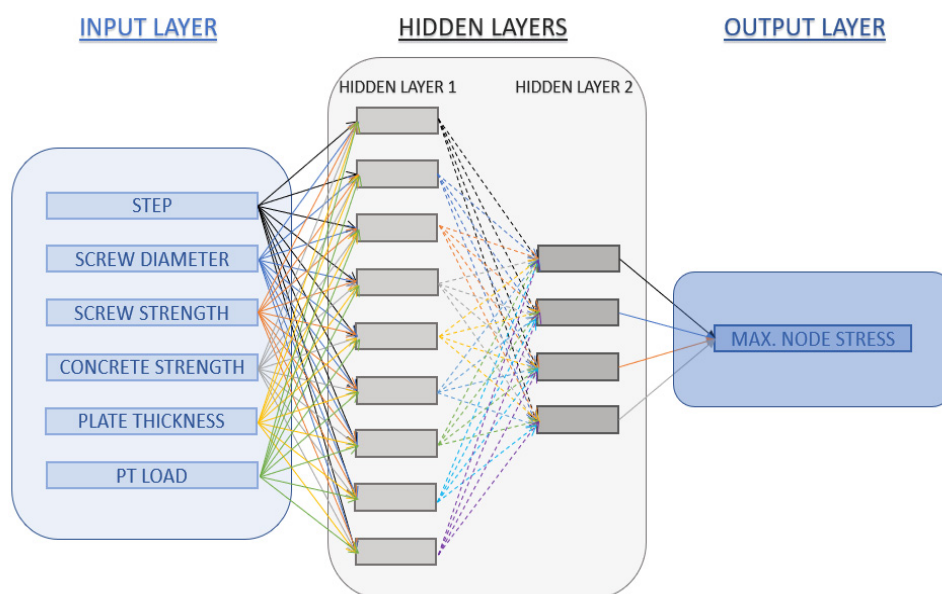 INPUT LAYER
HIDDEN LAYERS
OUTPUT LAYER
HIDDEN LAYER 1
HIDDEN LAYER 2
STEP
SCREW DIAMETER
SCREW STRENGTH
CONCRETE STRENGTH
PLATE THICKNESS
PT LOAD
MAX. NODE STRESS